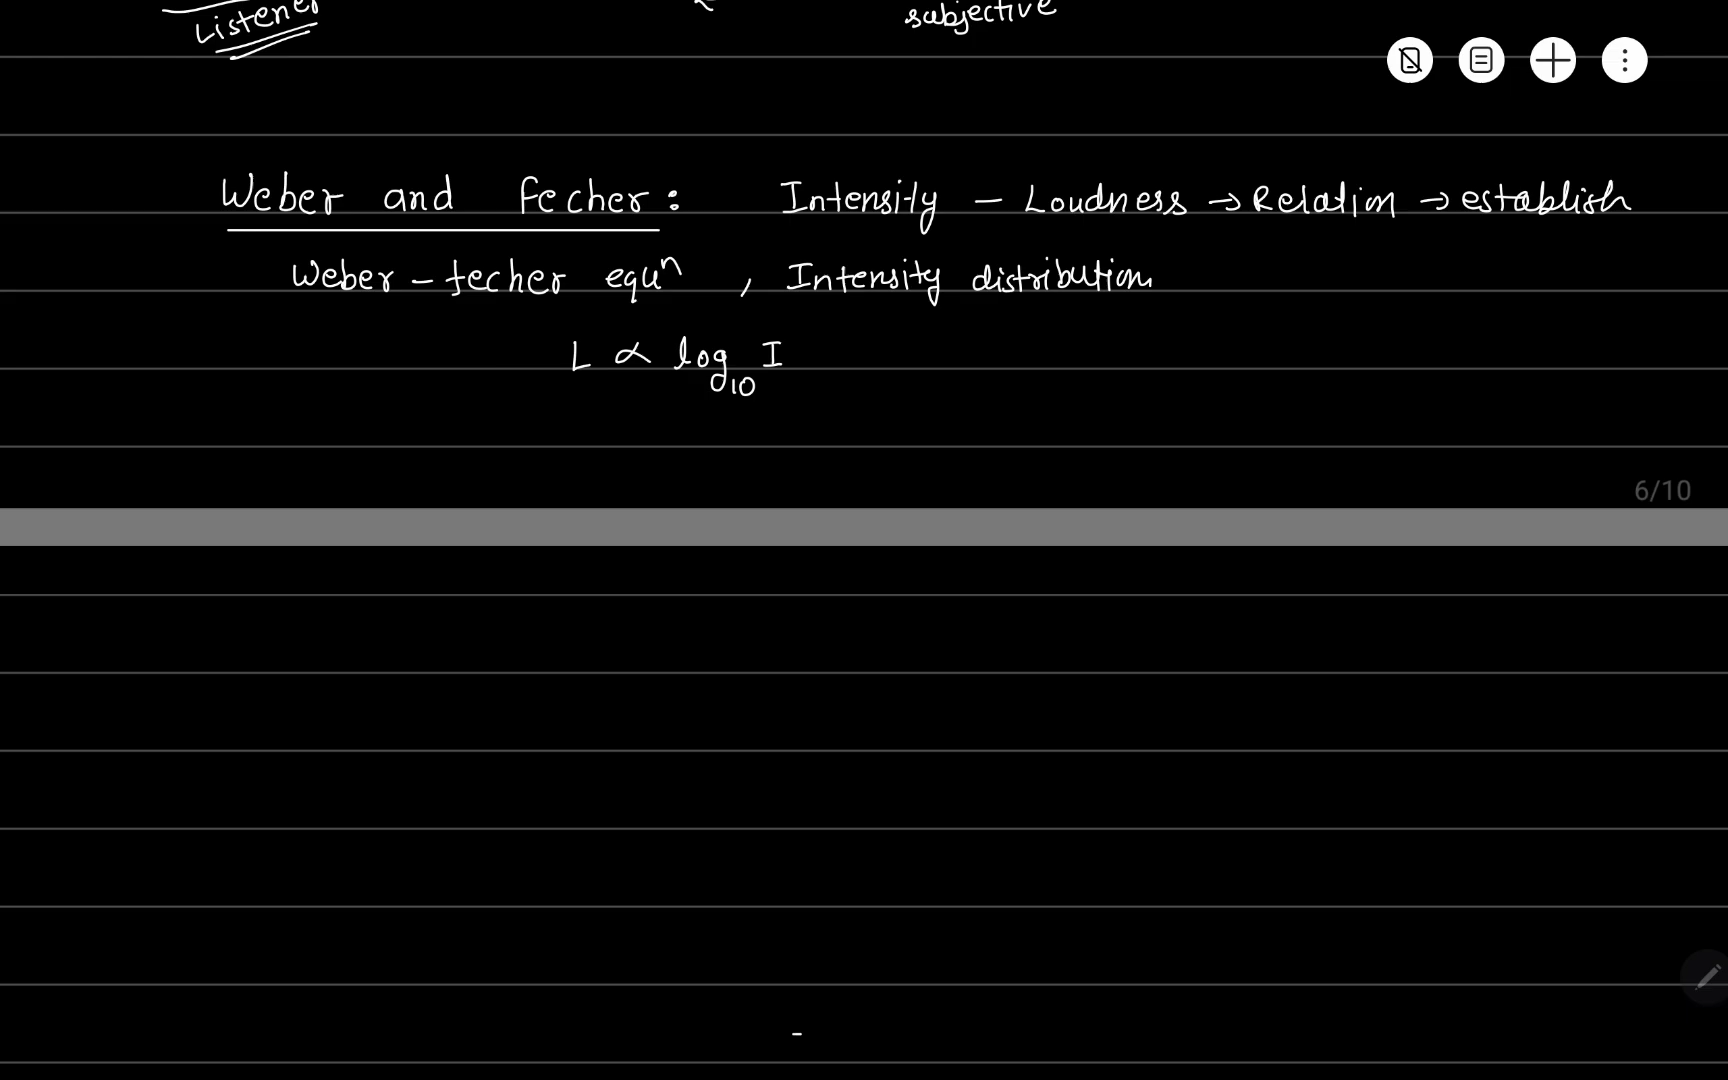 Listener
subjective
Weber and Fecher : Intensity – Loudness → Relation → establish
Weber – fecher equⁿ , Intensity distribution
L ∝ log₁₀ I
6/10